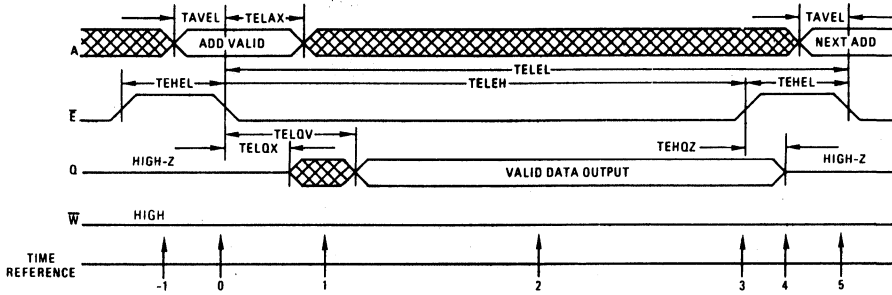 TAVEL TELAX TAVEL
A ADD VALID NEXT ADD
TELEL
TEHEL TELEH TEHEL
E
TELQV
TELQX TEHQZ
Q HIGH-Z VALID DATA OUTPUT HIGH-Z
W HIGH
TIME
REFERENCE
-1 0 1 2 3 4 5